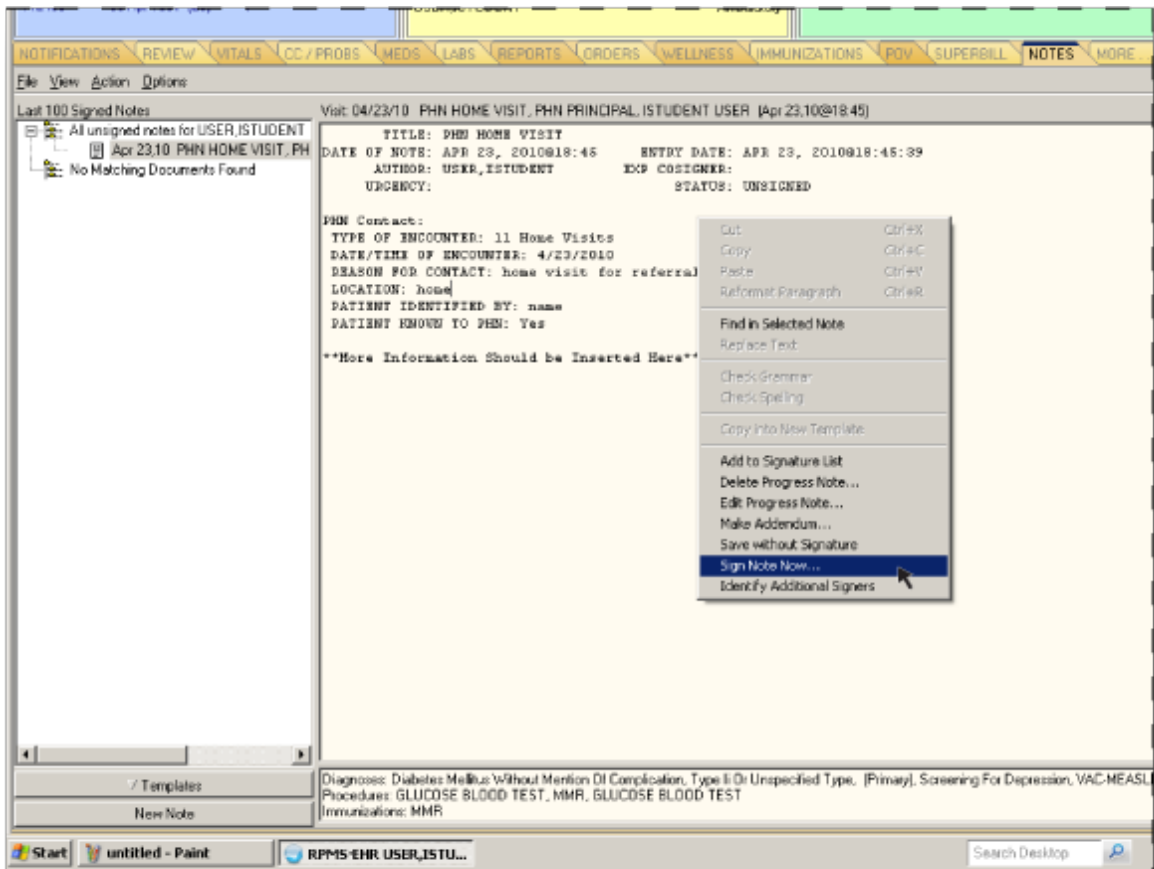 NOTIFICATIONS REVIEW VITALS CC / PROBS MEDS LABS REPORTS ORDERS WELLNESS IMMUNIZATIONS POV SUPERBILL NOTES MORE ...
File View Action Options
Last 100 Signed Notes
All unsigned notes for USER,ISTUDENT
Apr 23,10 PHN HOME VISIT, PH
No Matching Documents Found
Visit: 04/23/10 PHN HOME VISIT, PHN PRINCIPAL, ISTUDENT USER (Apr 23,10@18:45)
TITLE: PHN HOME VISIT
DATE OF NOTE: APR 23, 2010@18:45 ENTRY DATE: APR 23, 2010@18:45:39
AUTHOR: USER,ISTUDENT EXP COSIGNER:
URGENCY: STATUS: UNSIGNED
PHN Contact:
TYPE OF ENCOUNTER: 11 Home Visits
DATE/TIME OF ENCOUNTER: 4/23/2010
REASON FOR CONTACT: home visit for referral
LOCATION: home
PATIENT IDENTIFIED BY: name
PATIENT KNOWN TO PHN: Yes
**More Information Should be Inserted Here**
Cut Ctrl+X
Copy Ctrl+C
Paste Ctrl+V
Reformat Paragraph Ctrl+R
Find in Selected Note
Replace Text
Check Grammar
Check Spelling
Copy into New Template
Add to Signature List
Delete Progress Note...
Edit Progress Note...
Make Addendum...
Save without Signature
Sign Note Now...
Identify Additional Signers
/ Templates
New Note
Diagnoses: Diabetes Mellitus Without Mention Of Complication, Type Ii Or Unspecified Type, (Primary), Screening For Depression, VAC-MEASL
Procedures: GLUCOSE BLOOD TEST, MMR, GLUCOSE BLOOD TEST
Immunizations: MMR
Start untitled - Paint RPMS-EHR USER,ISTU... Search Desktop